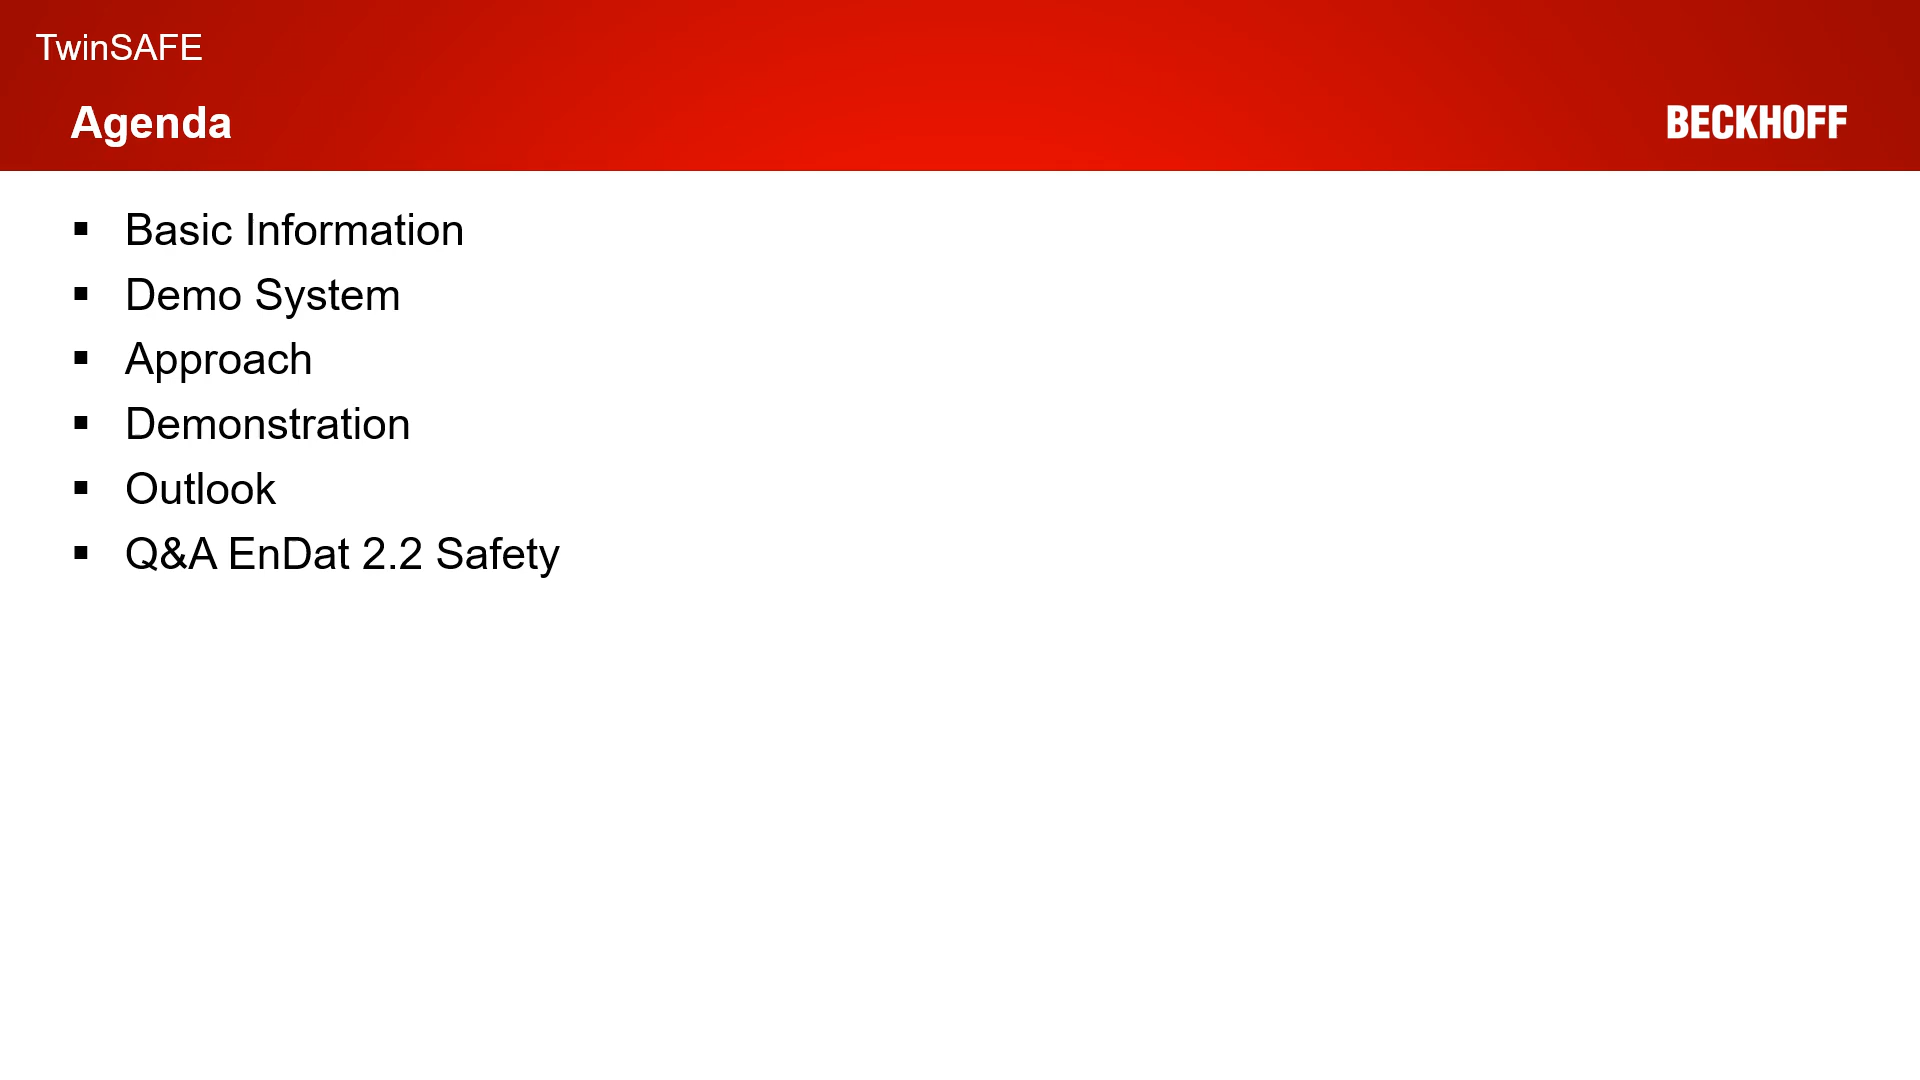 TwinSAFE
Agenda
BECKHOFF
▪ Basic Information
▪ Demo System
▪ Approach
▪ Demonstration
▪ Outlook
▪ Q&A EnDat 2.2 Safety